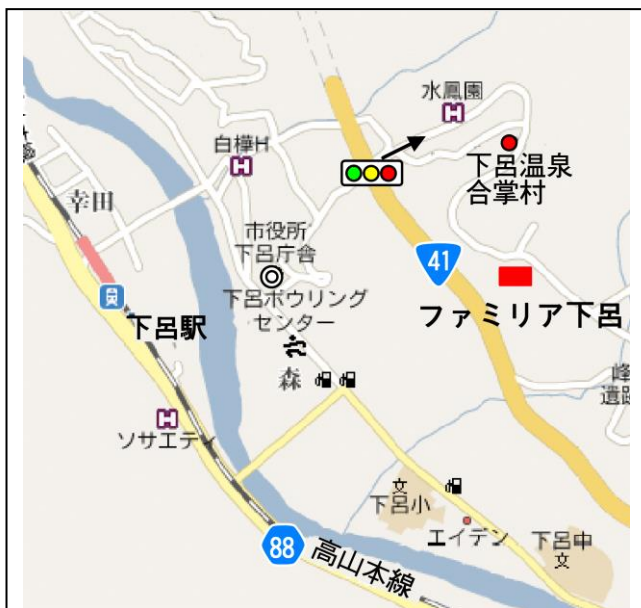 水鳳園
白樺H
下呂温泉
合掌村
幸田
市役所
下呂庁舎
41
下呂ボウリング
センター
ファミリア下呂
下呂駅
森
峰
遺跡
ソサエティ
下呂小
エイデン
下呂中
88
高山本線